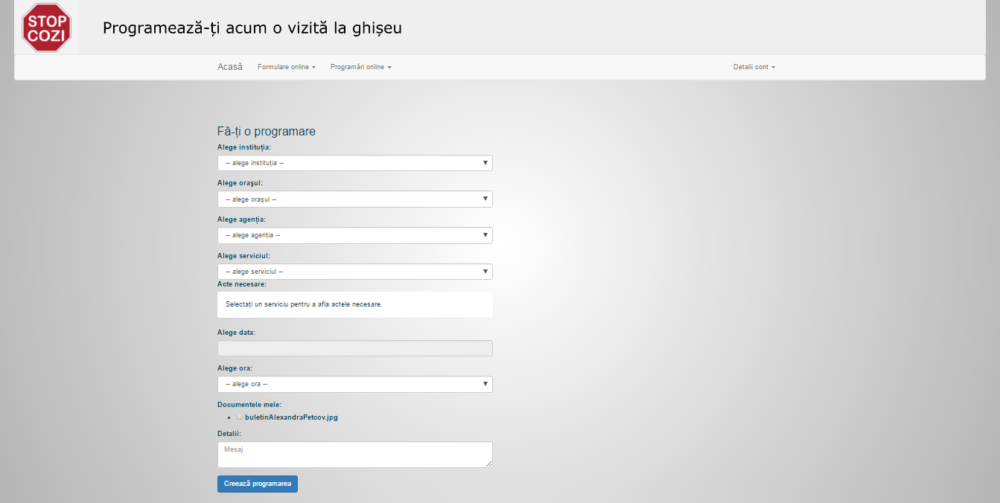 STOP
COZI
Programează-ți acum o vizită la ghișeu
Acasă Formulare online Programări online Detalii cont
Fă-ți o programare
Alege instituția:
-- alege instituția --
Alege orașul:
-- alege orașul --
Alege agenția:
-- alege agenția --
Alege serviciul:
-- alege serviciul --
Acte necesare:
Selectați un serviciu pentru a afla actele necesare.
Alege data:
Alege ora:
-- alege ora --
Documentele mele:
buletinAlexandraPetcov.jpg
Detalii:
Mesaj
Creează programarea